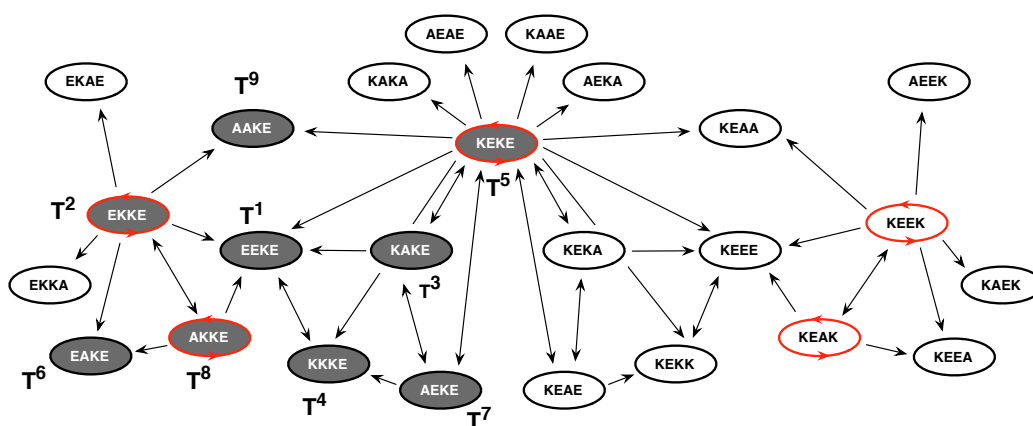 AEAE KAAE
EKAE KAKA AEKA AEEK
T9
AAKE KEKE KEAA
T5
T2 EKKE T1 KEEK
EEKE KAKE KEKA KEEE
EKKA T3 KAEK
AKKE KEAK
EAKE KKKE KEKK KEEA
T6 T8 AEKE KEAE
T4 T7